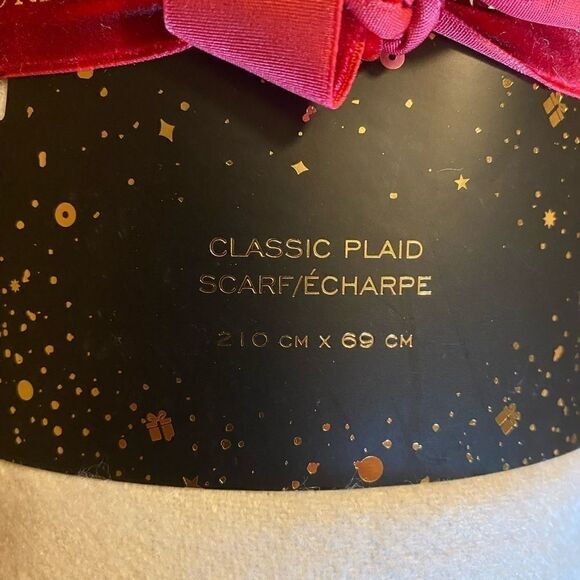 CLASSIC PLAID
SCARF/ÉCHARPE
210 CM X 69 CM